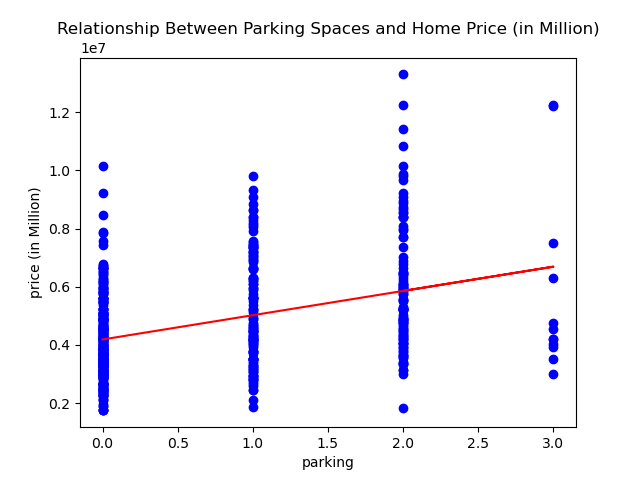 Relationship Between Parking Spaces and Home Price (in Million)
1e7
1.2
1.0
0.8
0.6
0.4
0.2
price (in Million)
0.0 0.5 1.0 1.5 2.0 2.5 3.0
parking